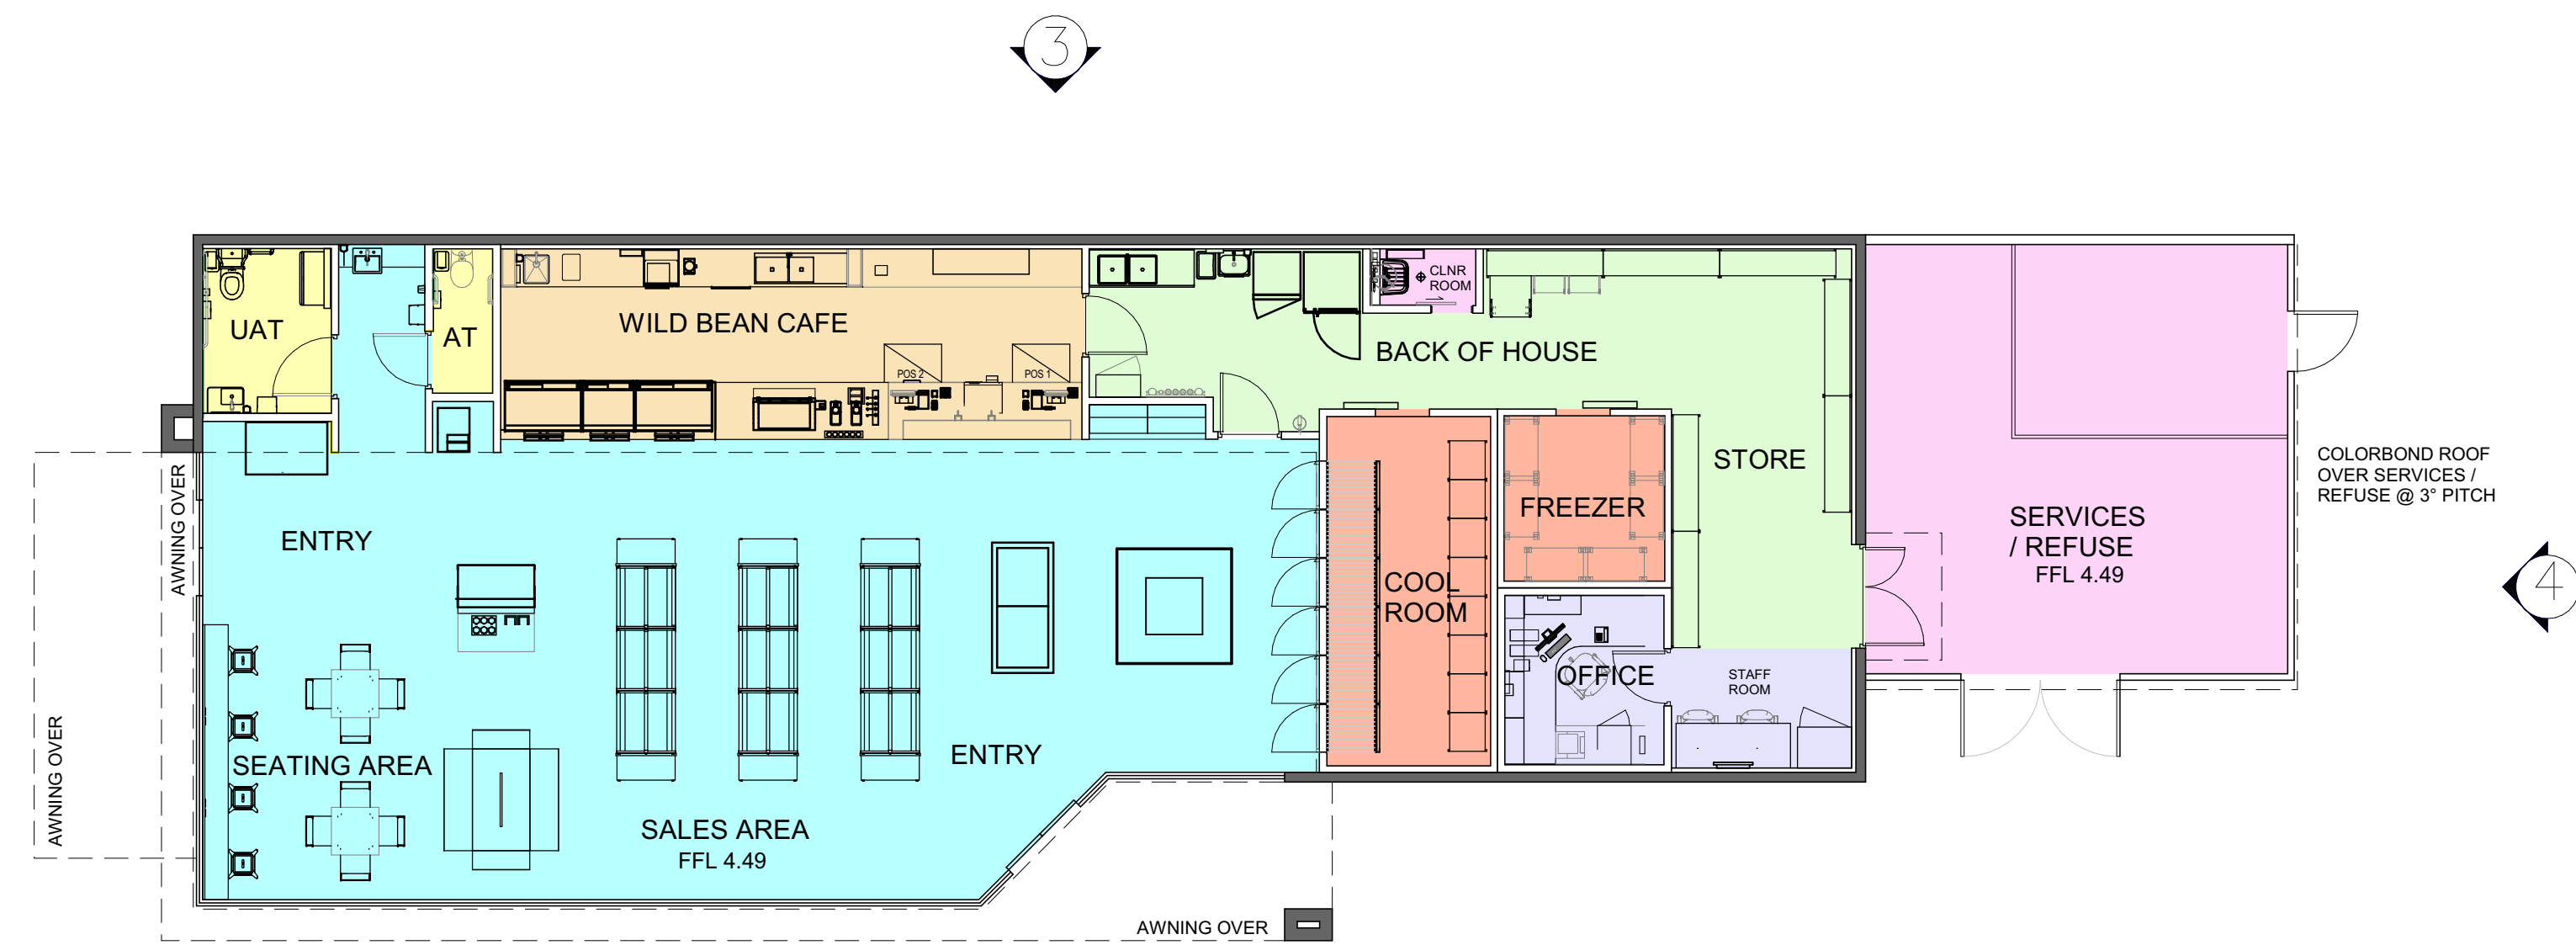 3
UAT
AT
WILD BEAN CAFE
POS 2
POS 1
CLNR
ROOM
BACK OF HOUSE
STORE
FREEZER
COOL
ROOM
OFFICE
STAFF
ROOM
SERVICES
/ REFUSE
FFL 4.49
COLORBOND ROOF
OVER SERVICES /
REFUSE @ 3° PITCH
4
AWNING OVER
ENTRY
AWNING OVER
SEATING AREA
ENTRY
SALES AREA
FFL 4.49
AWNING OVER